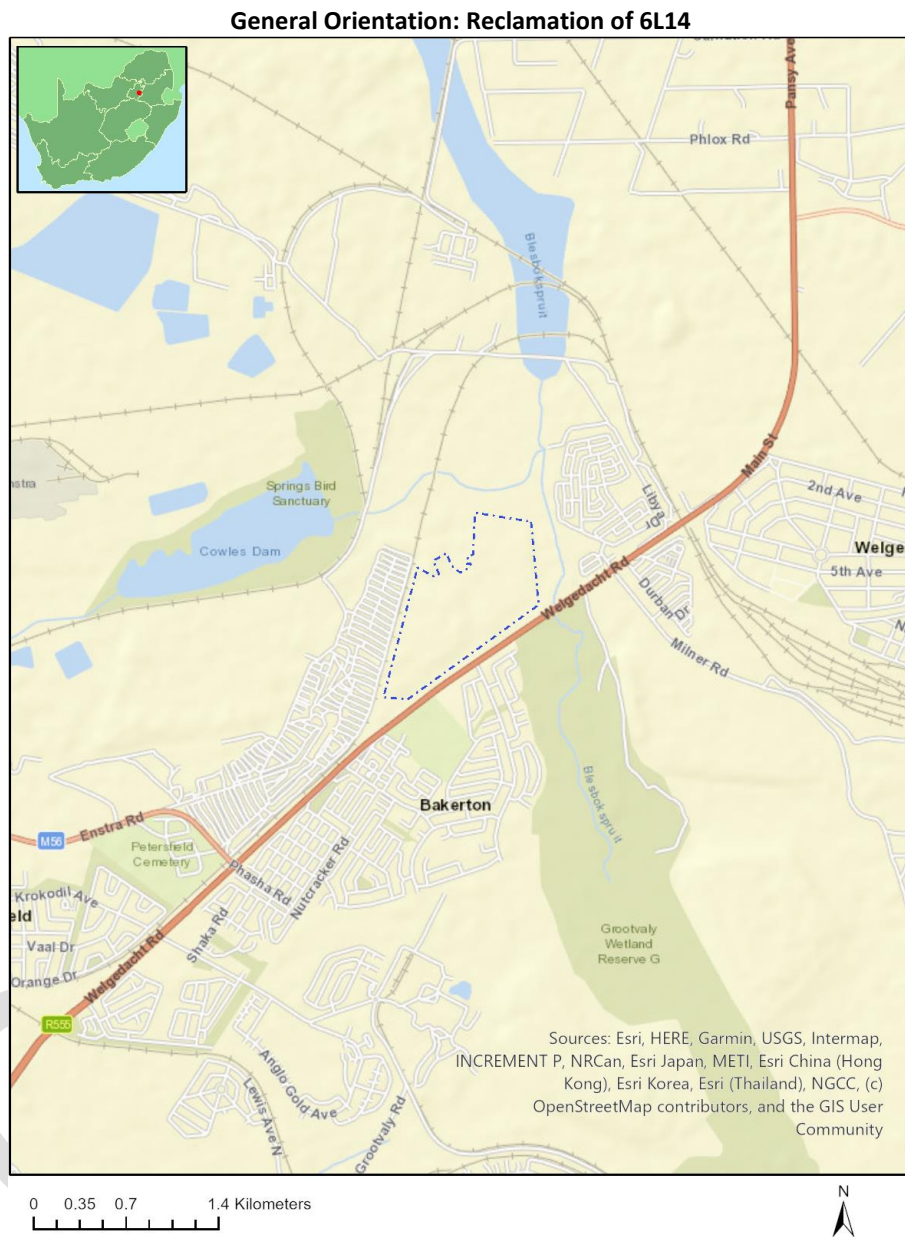 General Orientation: Reclamation of 6L14
Pansy Ave
Phlox Rd
Blesbokspruit
Main St
2nd Ave
nstra
Springs Bird
Sanctuary
Libya Dr
Cowles Dam
Welge
5th Ave
Welgedacht Rd
Durban Dr
Milner Rd
Blesbokspruit
Bakerton
Enstra Rd
M56
Petersfield
Cemetery
Phasha Rd
Nutcracker Rd
Krokodil Ave
eld
Shaka Rd
Vaal Dr
Welgedacht Rd
Orange Dr
Grootvaly
Wetland
Reserve G
R555
Anglo Gold Ave
Lewis Ave N
Grootvaly Rd
Sources: Esri, HERE, Garmin, USGS, Intermap,
INCREMENT P, NRCan, Esri Japan, METI, Esri China (Hong
Kong), Esri Korea, Esri (Thailand), NGCC, (c)
OpenStreetMap contributors, and the GIS User
Community
0 0.35 0.7 1.4 Kilometers
N